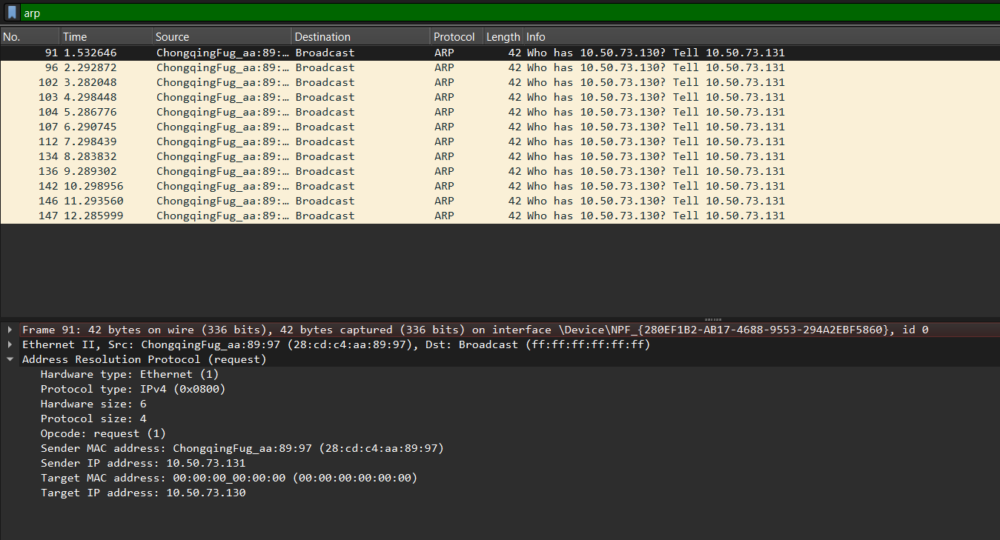 arp
No. Time Source Destination Protocol Length Info
91 1.532646 ChongqingFug_aa:89:… Broadcast ARP 42 Who has 10.50.73.130? Tell 10.50.73.131
96 2.292872 ChongqingFug_aa:89:… Broadcast ARP 42 Who has 10.50.73.130? Tell 10.50.73.131
102 3.282048 ChongqingFug_aa:89:… Broadcast ARP 42 Who has 10.50.73.130? Tell 10.50.73.131
103 4.298448 ChongqingFug_aa:89:… Broadcast ARP 42 Who has 10.50.73.130? Tell 10.50.73.131
104 5.286776 ChongqingFug_aa:89:… Broadcast ARP 42 Who has 10.50.73.130? Tell 10.50.73.131
107 6.290745 ChongqingFug_aa:89:… Broadcast ARP 42 Who has 10.50.73.130? Tell 10.50.73.131
112 7.298439 ChongqingFug_aa:89:… Broadcast ARP 42 Who has 10.50.73.130? Tell 10.50.73.131
134 8.283832 ChongqingFug_aa:89:… Broadcast ARP 42 Who has 10.50.73.130? Tell 10.50.73.131
136 9.289302 ChongqingFug_aa:89:… Broadcast ARP 42 Who has 10.50.73.130? Tell 10.50.73.131
142 10.298956 ChongqingFug_aa:89:… Broadcast ARP 42 Who has 10.50.73.130? Tell 10.50.73.131
146 11.293560 ChongqingFug_aa:89:… Broadcast ARP 42 Who has 10.50.73.130? Tell 10.50.73.131
147 12.285999 ChongqingFug_aa:89:… Broadcast ARP 42 Who has 10.50.73.130? Tell 10.50.73.131
Frame 91: 42 bytes on wire (336 bits), 42 bytes captured (336 bits) on interface \Device\NPF_{280EF1B2-AB17-4688-9553-294A2EBF5860}, id 0
Ethernet II, Src: ChongqingFug_aa:89:97 (28:cd:c4:aa:89:97), Dst: Broadcast (ff:ff:ff:ff:ff:ff)
Address Resolution Protocol (request)
Hardware type: Ethernet (1)
Protocol type: IPv4 (0x0800)
Hardware size: 6
Protocol size: 4
Opcode: request (1)
Sender MAC address: ChongqingFug_aa:89:97 (28:cd:c4:aa:89:97)
Sender IP address: 10.50.73.131
Target MAC address: 00:00:00_00:00:00 (00:00:00:00:00:00)
Target IP address: 10.50.73.130